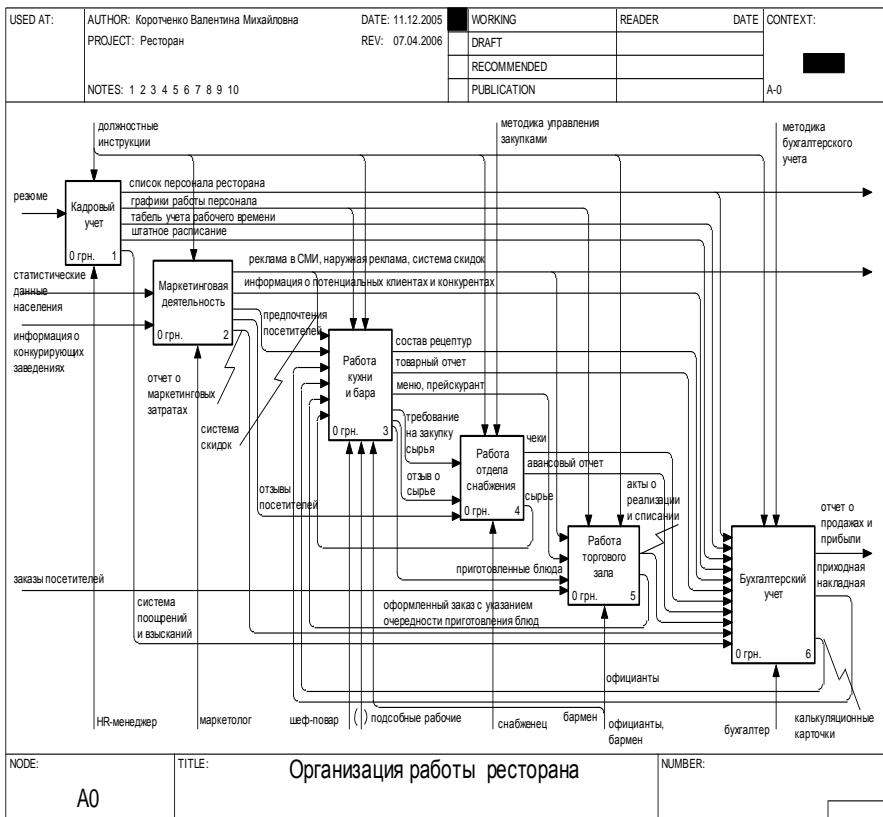 USED AT:
AUTHOR: Коротченко Валентина Михайловна
DATE: 11.12.2005
WORKING
READER
DATE
CONTEXT:
PROJECT: Ресторан
REV: 07.04.2006
DRAFT
RECOMMENDED
NOTES: 1 2 3 4 5 6 7 8 9 10
PUBLICATION
A-0
должностные
инструкции
методика управления
закупками
методика
бухгалтерского
учета
резюме
Кадровый
учет
0 грн. 1
список персонала ресторана
графики работы персонала
табель учета рабочего времени
штатное расписание
статистические
данные
населения
информация о
конкурирующих
заведениях
Маркетинговая
деятельность
0 грн. 2
реклама в СМИ, наружная реклама, система скидок
информация о потенциальных клиентах и конкурентах
предпочтения
посетителей
отчет о
маркетинговых
затратах
система
скидок
отзывы
посетителей
Работа
кухни
и бара
0 грн. 3
состав рецептур
товарный отчет
меню, прейскурант
требование
на закупку
сырья
отзыв о
сырье
Работа
отдела
снабжения
0 грн. 4
чеки
авансовый отчет
сырье
акты о
реализации
и списании
приготовленные блюда
Работа
торгового
зала
0 грн. 5
заказы посетителей
оформленный заказ с указанием
очередности приготовления блюд
система
поощрений
и взысканий
Бухгалтерский
учет
0 грн. 6
отчет о
продажах и
прибыли
приходная
накладная
официанты
HR-менеджер
маркетолог
шеф-повар
( ) подсобные рабочие
снабженец
бармен
официанты,
бармен
бухгалтер
калькуляционные
карточки
NODE:
A0
TITLE:
Организация работы ресторана
NUMBER: